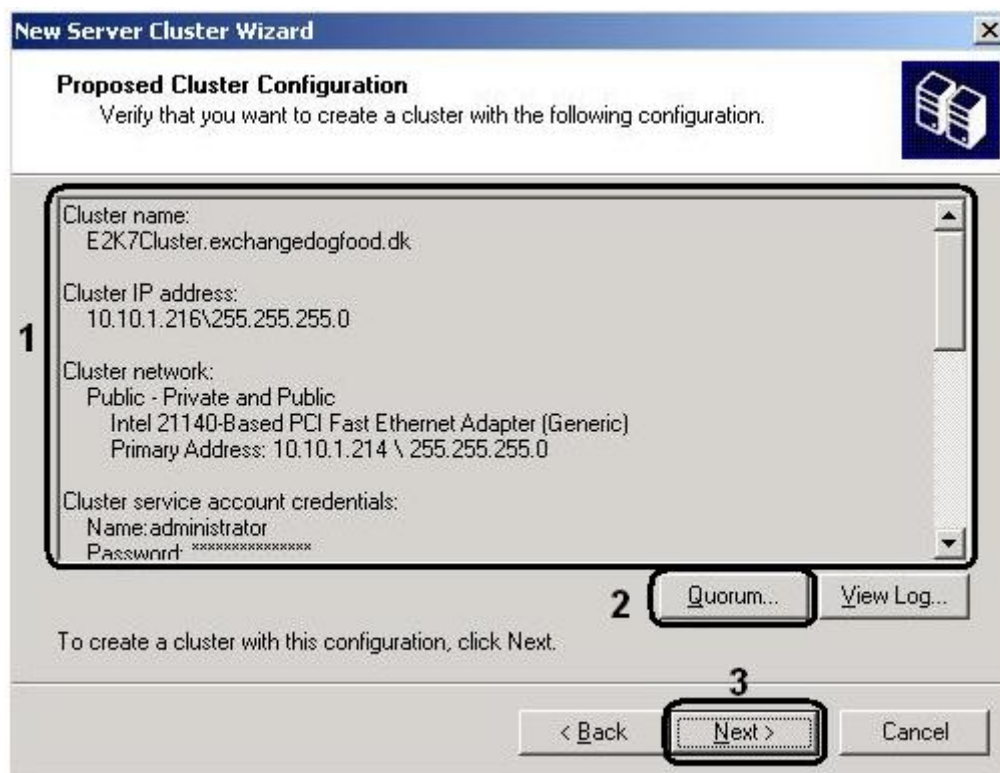 New Server Cluster Wizard
Proposed Cluster Configuration
Verify that you want to create a cluster with the following configuration.
Cluster name:
E2K7Cluster.exchangedogfood.dk
Cluster IP address:
10.10.1.216\255.255.255.0
1
Cluster network:
Public - Private and Public
Intel 21140-Based PCI Fast Ethernet Adapter (Generic)
Primary Address: 10.10.1.214 \ 255.255.255.0
Cluster service account credentials:
Name:administrator
Password: ***************
2 Quorum... View Log...
To create a cluster with this configuration, click Next.
3
< Back Next > Cancel